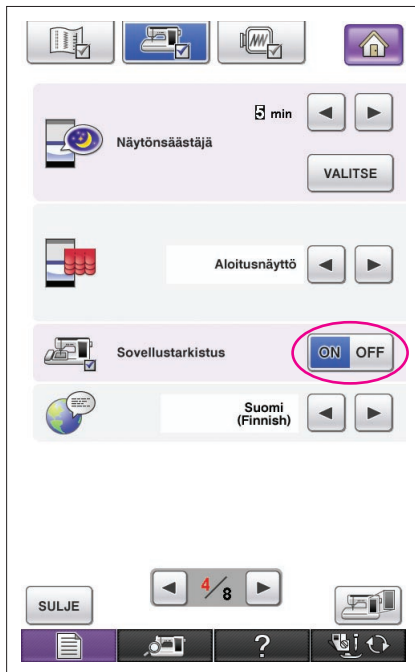 5 min
Näytönsäästäjä
VALITSE
Aloitusnäyttö
Sovellustarkistus
ON OFF
Suomi
(Finnish)
SULJE
4/8
?